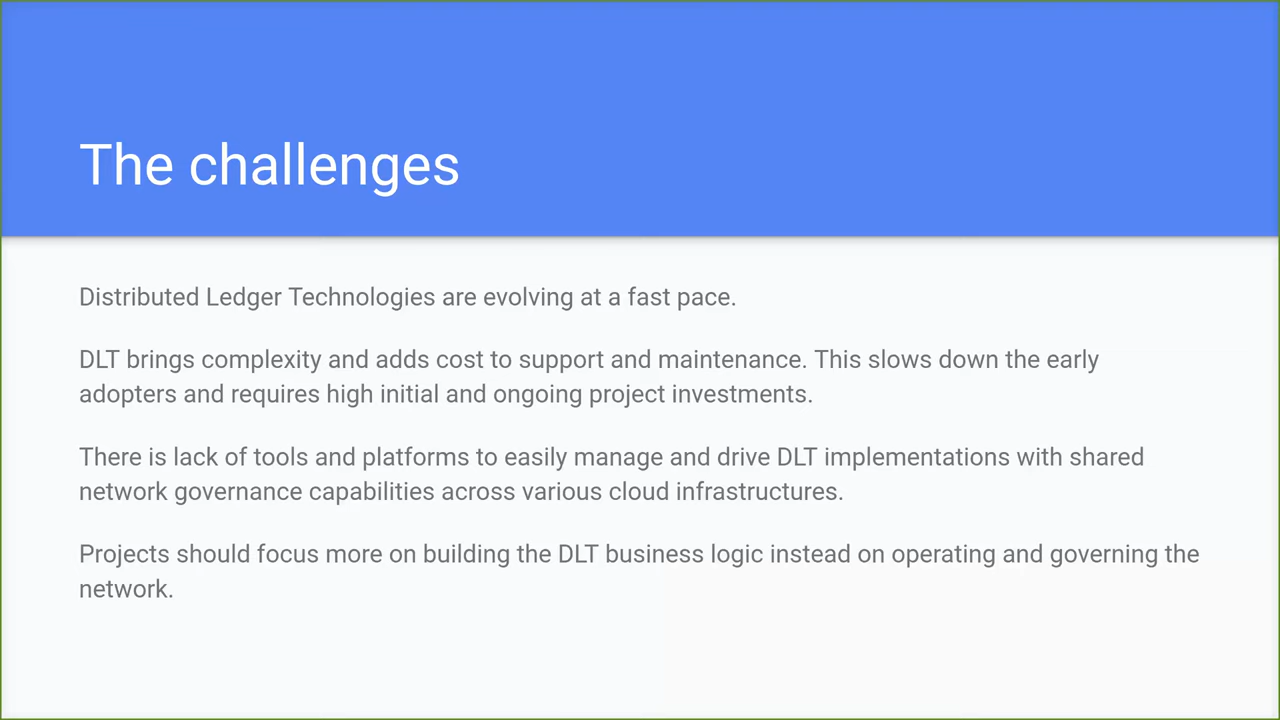 The challenges
Distributed Ledger Technologies are evolving at a fast pace.
DLT brings complexity and adds cost to support and maintenance. This slows down the early
adopters and requires high initial and ongoing project investments.
There is lack of tools and platforms to easily manage and drive DLT implementations with shared
network governance capabilities across various cloud infrastructures.
Projects should focus more on building the DLT business logic instead on operating and governing the
network.